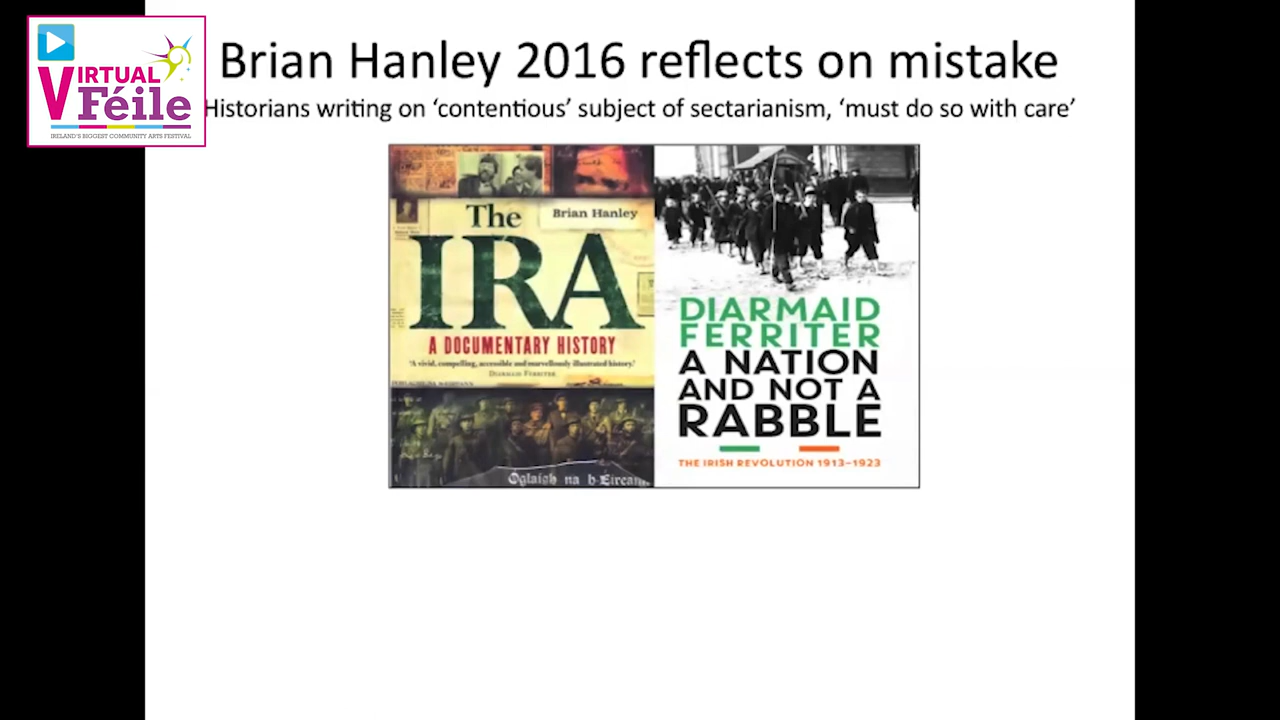 VIRTUAL
Féile
IRELAND'S BIGGEST COMMUNITY ARTS FESTIVAL
Brian Hanley 2016 reflects on mistake
Historians writing on ‘contentious’ subject of sectarianism, ‘must do so with care’
The
Brian Hanley
IRA
A DOCUMENTARY HISTORY
'A vivid, compelling, accessible and marvellously illustrated history.'
DIARMAID FERRITER
Óglaigh na h-Éireann
DIARMAID
FERRITER
A NATION
AND NOT A
RABBLE
THE IRISH REVOLUTION 1913–1923